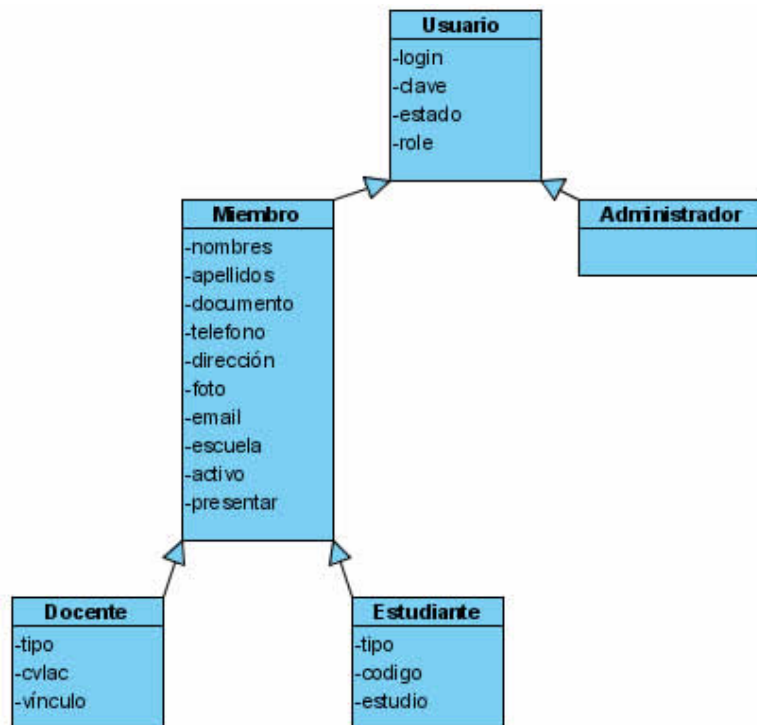 Usuario
-login
-clave
-estado
-role
Miembro
-nombres
-apellidos
-documento
-telefono
-dirección
-foto
-email
-escuela
-activo
-presentar
Administrador
Docente
-tipo
-cvlac
-vínculo
Estudiante
-tipo
-codigo
-estudio